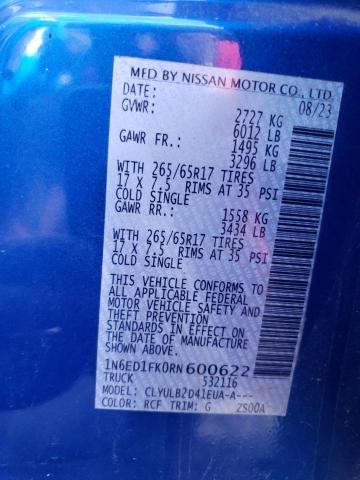 MFD BY NISSAN MOTOR CO., LTD
DATE: 08/23
GVWR: 2727 KG
6012 LB
GAWR FR.: 1495 KG
3296 LB
WITH 265/65R17 TIRES
17 X 7.5 RIMS AT 35 PSI
COLD SINGLE
GAWR RR.: 1558 KG
3434 LB
WITH 265/65R17 TIRES
17 X 7.5 RIMS AT 35 PSI
COLD SINGLE
THIS VEHICLE CONFORMS TO
ALL APPLICABLE FEDERAL
MOTOR VEHICLE SAFETY AND
THEFT PREVENTION
STANDARDS IN EFFECT ON
THE DATE OF MANUFACTURE
SHOWN ABOVE.
1N6ED1FK0RN600622
TRUCK 532116
MODEL: CLYULB2D41EUA-A---
COLOR: RCF TRIM: G 2S00A